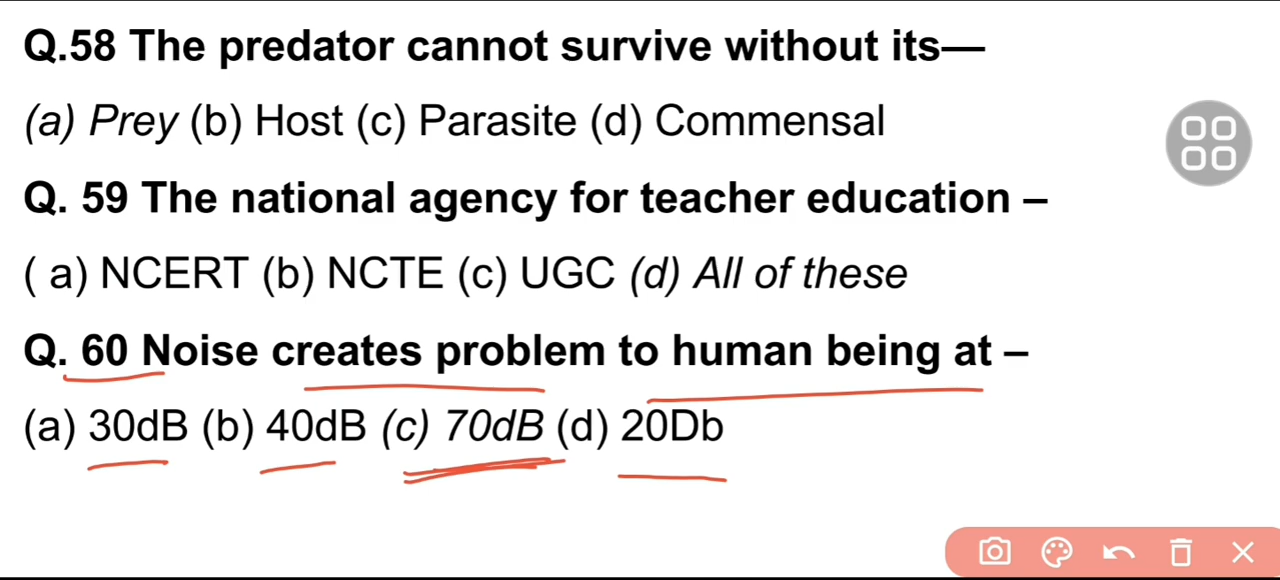 Q.58 The predator cannot survive without its—
(a) Prey (b) Host (c) Parasite (d) Commensal
Q. 59 The national agency for teacher education –
( a) NCERT (b) NCTE (c) UGC (d) All of these
Q. 60 Noise creates problem to human being at –
(a) 30dB (b) 40dB (c) 70dB (d) 20Db